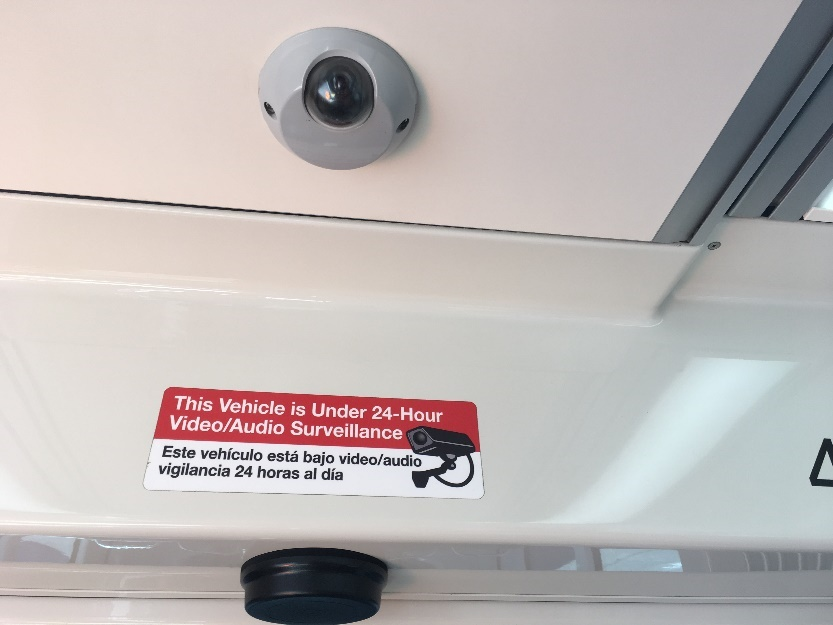 This Vehicle is Under 24-Hour
Video/Audio Surveillance
Este vehículo está bajo video/audio
vigilancia 24 horas al día